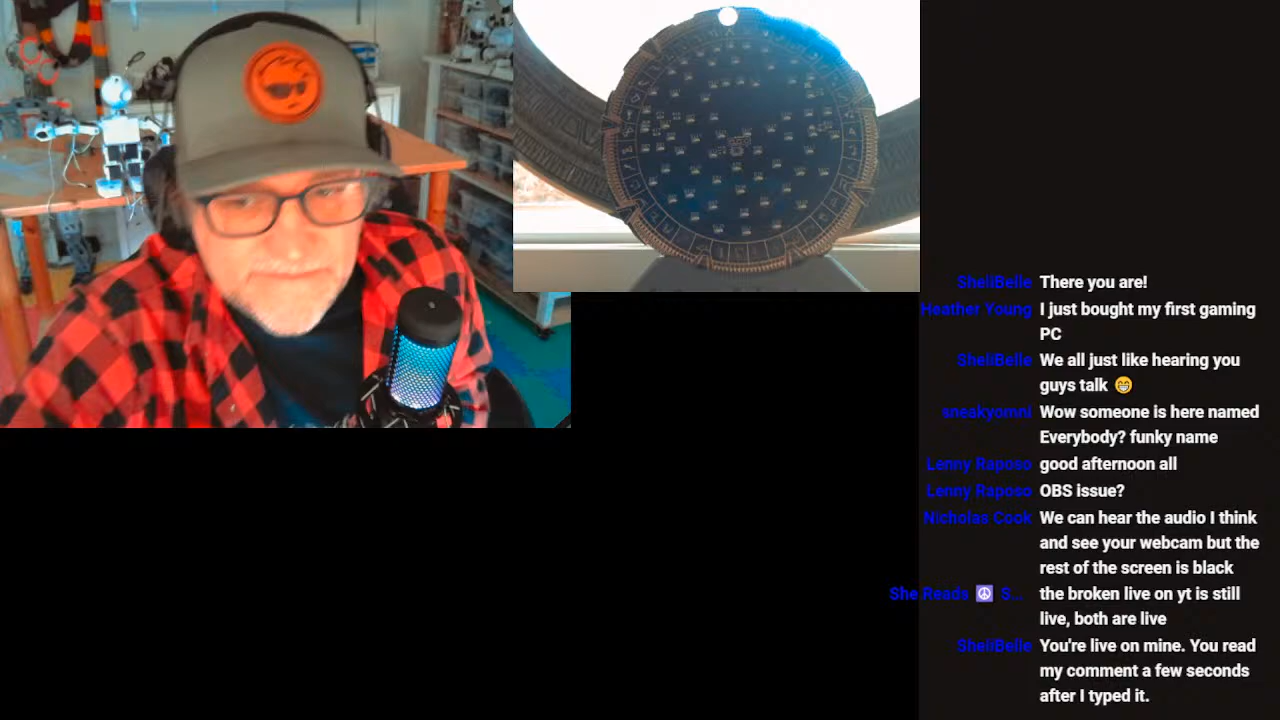 SheliBelle There you are!
Heather Young I just bought my first gaming
PC
SheliBelle We all just like hearing you
guys talk 😁
sneakyomni Wow someone is here named
Everybody? funky name
Lenny Raposo good afternoon all
Lenny Raposo OBS issue?
Nicholas Cook We can hear the audio I think
and see your webcam but the
rest of the screen is black
She Reads ☮ S... the broken live on yt is still
live, both are live
SheliBelle You're live on mine. You read
my comment a few seconds
after I typed it.